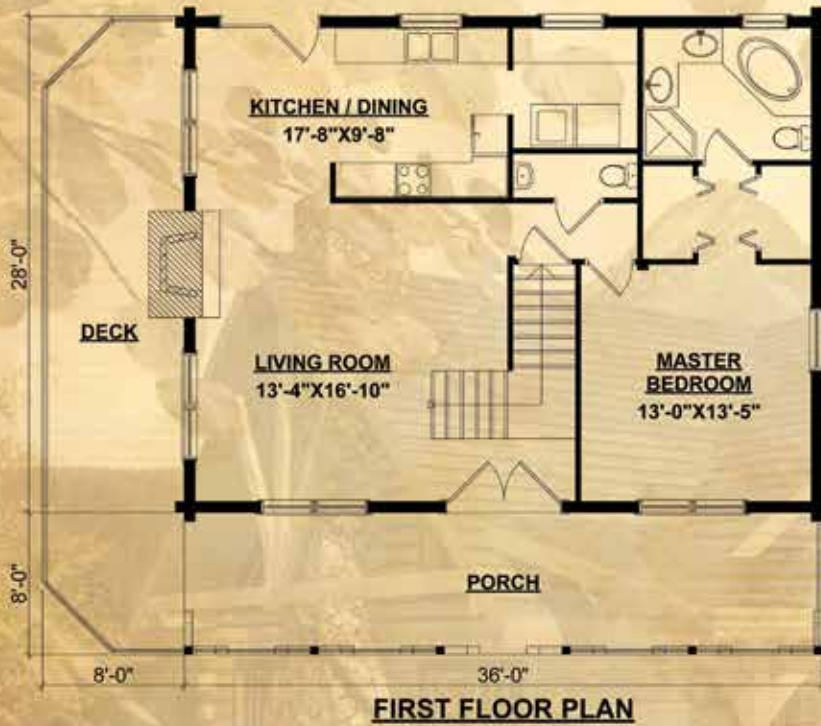 KITCHEN / DINING
17'-8"X9'-8"
28'-0"
DECK
LIVING ROOM
13'-4"X16'-10"
MASTER
BEDROOM
13'-0"X13'-5"
8'-0"
PORCH
8'-0"
36'-0"
FIRST FLOOR PLAN